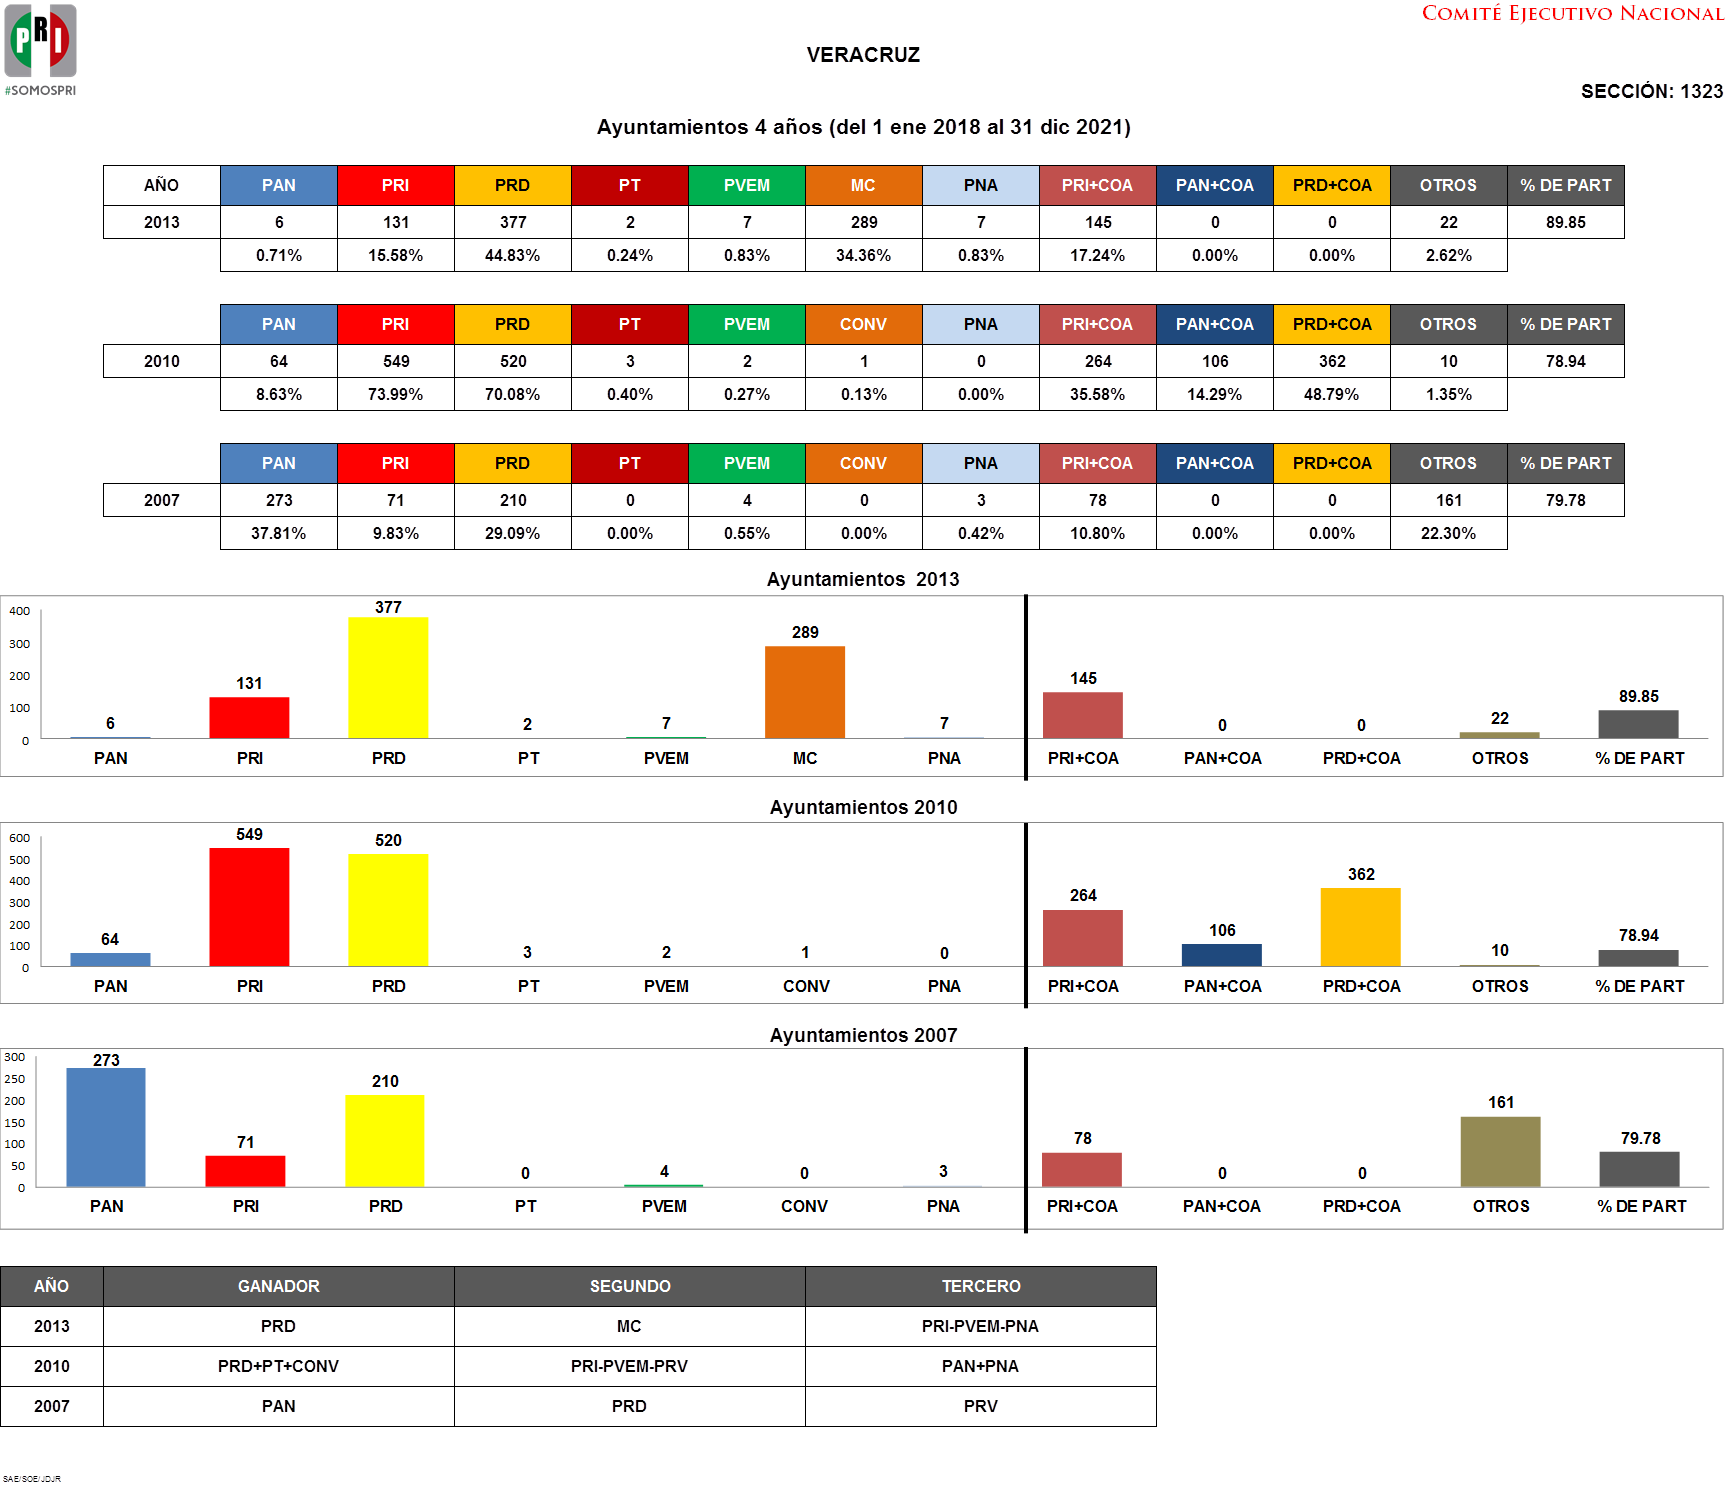 PRI
#SOMOSPRI
COMITÉ EJECUTIVO NACIONAL
VERACRUZ
SECCIÓN: 1323
Ayuntamientos 4 años (del 1 ene 2018 al 31 dic 2021)
AÑO PAN PRI PRD PT PVEM MC PNA PRI+COA PAN+COA PRD+COA OTROS % DE PART
2013 6 131 377 2 7 289 7 145 0 0 22 89.85
0.71% 15.58% 44.83% 0.24% 0.83% 34.36% 0.83% 17.24% 0.00% 0.00% 2.62%
PAN PRI PRD PT PVEM CONV PNA PRI+COA PAN+COA PRD+COA OTROS % DE PART
2010 64 549 520 3 2 1 0 264 106 362 10 78.94
8.63% 73.99% 70.08% 0.40% 0.27% 0.13% 0.00% 35.58% 14.29% 48.79% 1.35%
PAN PRI PRD PT PVEM CONV PNA PRI+COA PAN+COA PRD+COA OTROS % DE PART
2007 273 71 210 0 4 0 3 78 0 0 161 79.78
37.81% 9.83% 29.09% 0.00% 0.55% 0.00% 0.42% 10.80% 0.00% 0.00% 22.30%
Ayuntamientos 2013
400
300
200
100
0
6 131 377 2 7 289 7 145 0 0 22 89.85
PAN PRI PRD PT PVEM MC PNA PRI+COA PAN+COA PRD+COA OTROS % DE PART
Ayuntamientos 2010
600
500
400
300
200
100
0
64 549 520 3 2 1 0 264 106 362 10 78.94
PAN PRI PRD PT PVEM CONV PNA PRI+COA PAN+COA PRD+COA OTROS % DE PART
Ayuntamientos 2007
300
250
200
150
100
50
0
273 71 210 0 4 0 3 78 0 0 161 79.78
PAN PRI PRD PT PVEM CONV PNA PRI+COA PAN+COA PRD+COA OTROS % DE PART
AÑO GANADOR SEGUNDO TERCERO
2013 PRD MC PRI-PVEM-PNA
2010 PRD+PT+CONV PRI-PVEM-PRV PAN+PNA
2007 PAN PRD PRV
SAE/SOE/JDJR